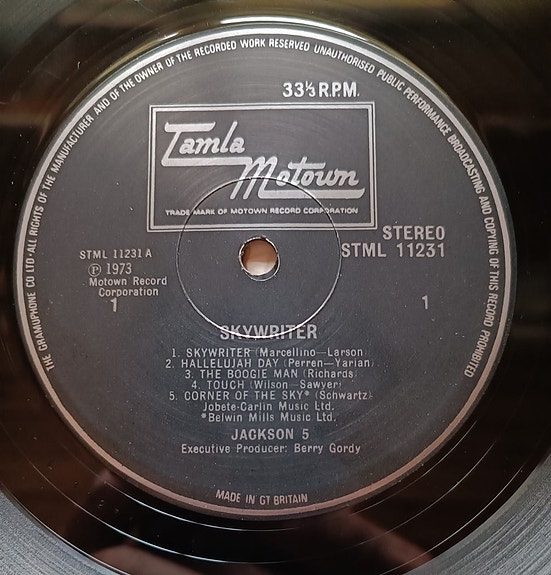 THE GRAMOPHONE CO LTD·ALL RIGHTS OF THE MANUFACTURER AND OF THE OWNER OF THE RECORDED WORK RESERVED UNAUTHORISED PUBLIC PERFORMANCE BROADCASTING AND COPYING OF THIS RECORD PROHIBITED
33⅓ R.P.M.
Tamla
Motown
TRADE MARK OF MOTOWN RECORD CORPORATION
STEREO
STML 11231
STML 11231 A
Ⓟ 1973
Motown Record
Corporation
1
1
SKYWRITER
1. SKYWRITER (Marcellino—Larson)
2. HALLELUJAH DAY (Perren—Yarian)
3. THE BOOGIE MAN (Richards)
4. TOUCH (Wilson—Sawyer)
5. CORNER OF THE SKY* (Schwartz)
Jobete-Carlin Music Ltd.
*Belwin Mills Music Ltd.
JACKSON 5
Executive Producer: Berry Gordy
MADE IN GT BRITAIN